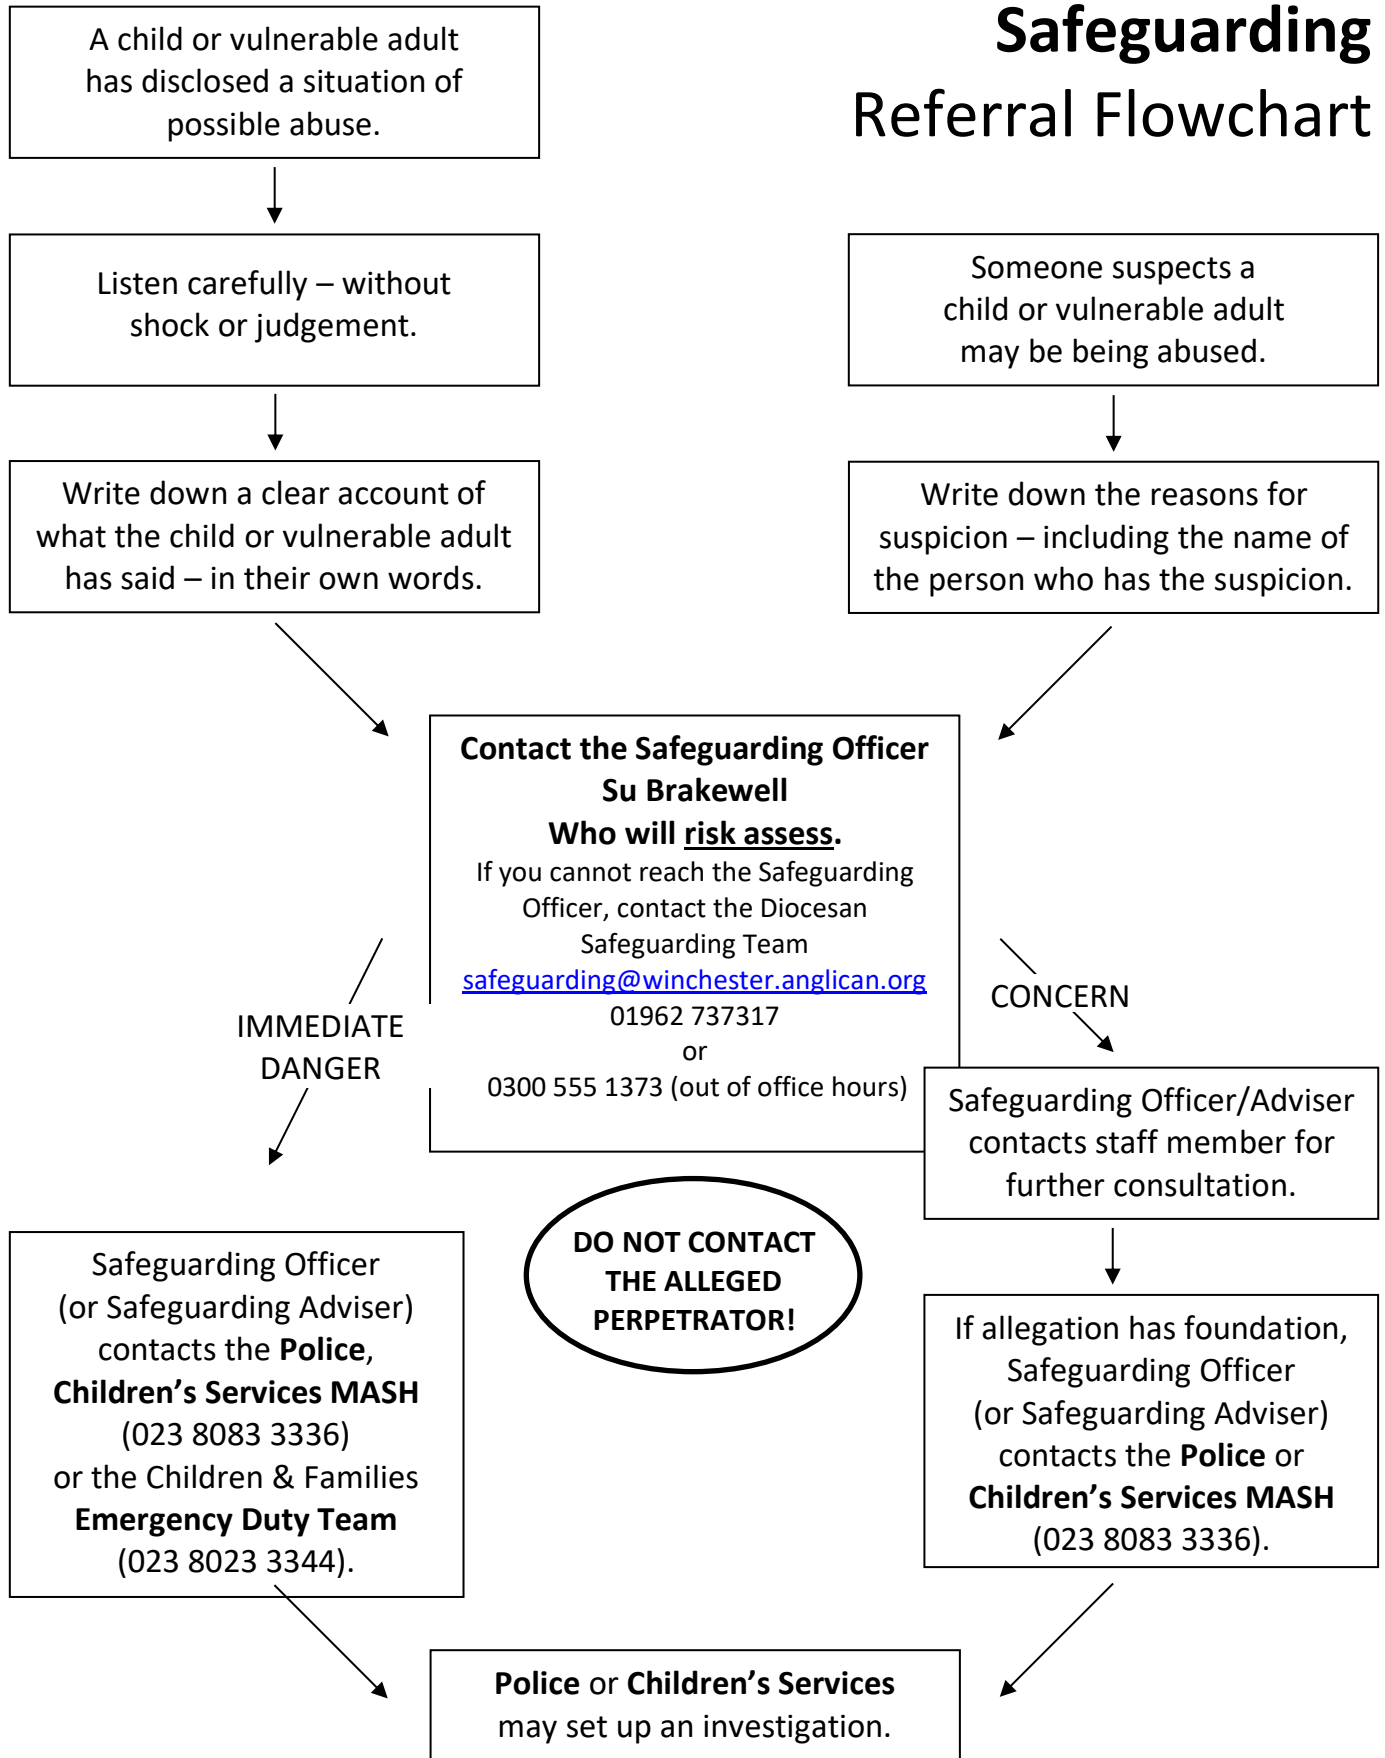 Safeguarding
Referral Flowchart
A child or vulnerable adult
has disclosed a situation of
possible abuse.
Listen carefully – without
shock or judgement.
Someone suspects a
child or vulnerable adult
may be being abused.
Write down a clear account of
what the child or vulnerable adult
has said – in their own words.
Write down the reasons for
suspicion – including the name of
the person who has the suspicion.
Contact the Safeguarding Officer
Su Brakewell
Who will risk assess.
If you cannot reach the Safeguarding
Officer, contact the Diocesan
Safeguarding Team
safeguarding@winchester.anglican.org
01962 737317
or
0300 555 1373 (out of office hours)
IMMEDIATE
DANGER
CONCERN
Safeguarding Officer/Adviser
contacts staff member for
further consultation.
DO NOT CONTACT
THE ALLEGED
PERPETRATOR!
Safeguarding Officer
(or Safeguarding Adviser)
contacts the Police,
Children’s Services MASH
(023 8083 3336)
or the Children & Families
Emergency Duty Team
(023 8023 3344).
If allegation has foundation,
Safeguarding Officer
(or Safeguarding Adviser)
contacts the Police or
Children’s Services MASH
(023 8083 3336).
Police or Children’s Services
may set up an investigation.